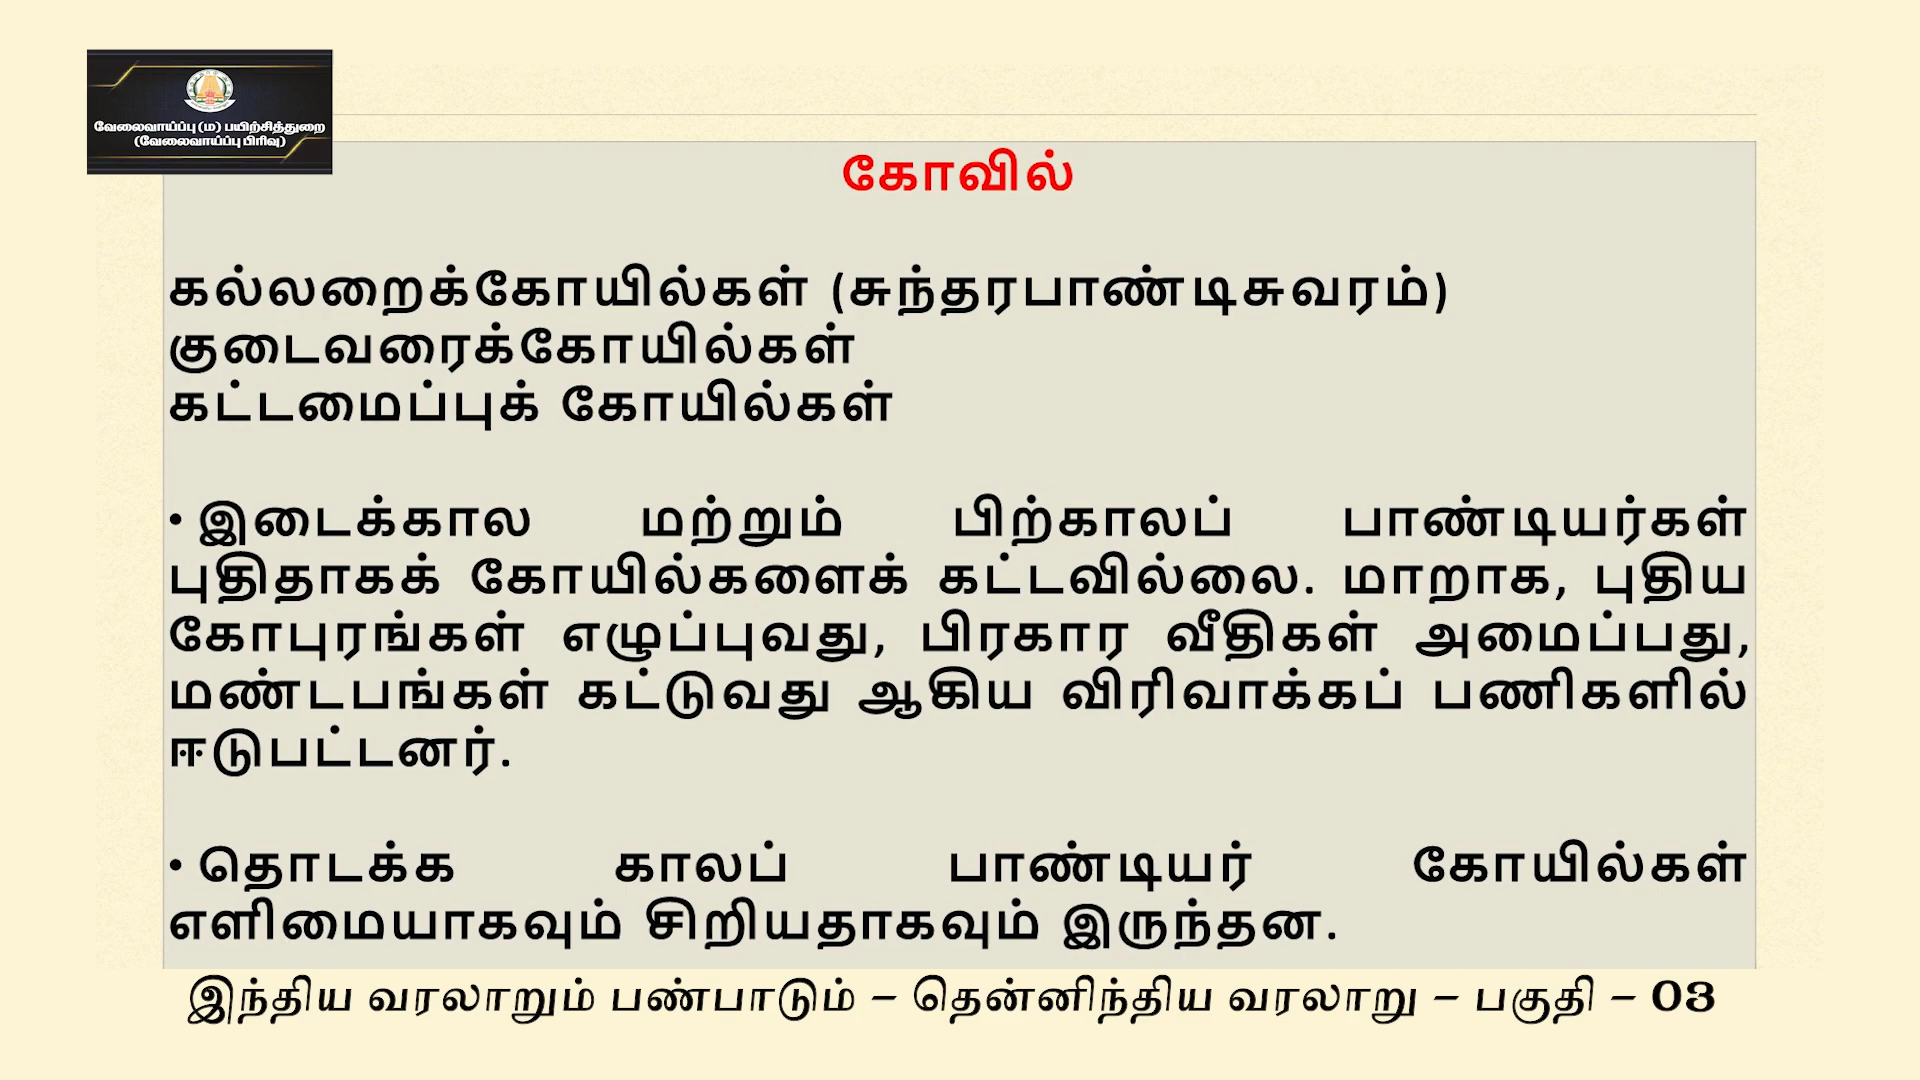 வேலைவாய்ப்பு (ம) பயிற்சித்துறை
(வேலைவாய்ப்பு பிரிவு)
கோவில்
கல்லறைக்கோயில்கள் (சுந்தரபாண்டிசுவரம்)
குடைவரைக்கோயில்கள்
கட்டமைப்புக் கோயில்கள்
• இடைக்கால மற்றும் பிற்காலப் பாண்டியர்கள்
புதிதாகக் கோயில்களைக் கட்டவில்லை. மாறாக, புதிய
கோபுரங்கள் எழுப்புவது, பிரகார வீதிகள் அமைப்பது,
மண்டபங்கள் கட்டுவது ஆகிய விரிவாக்கப் பணிகளில்
ஈடுபட்டனர்.
• தொடக்க காலப் பாண்டியர் கோயில்கள்
எளிமையாகவும் சிறியதாகவும் இருந்தன.
இந்திய வரலாறும் பண்பாடும் – தென்னிந்திய வரலாறு – பகுதி – 03